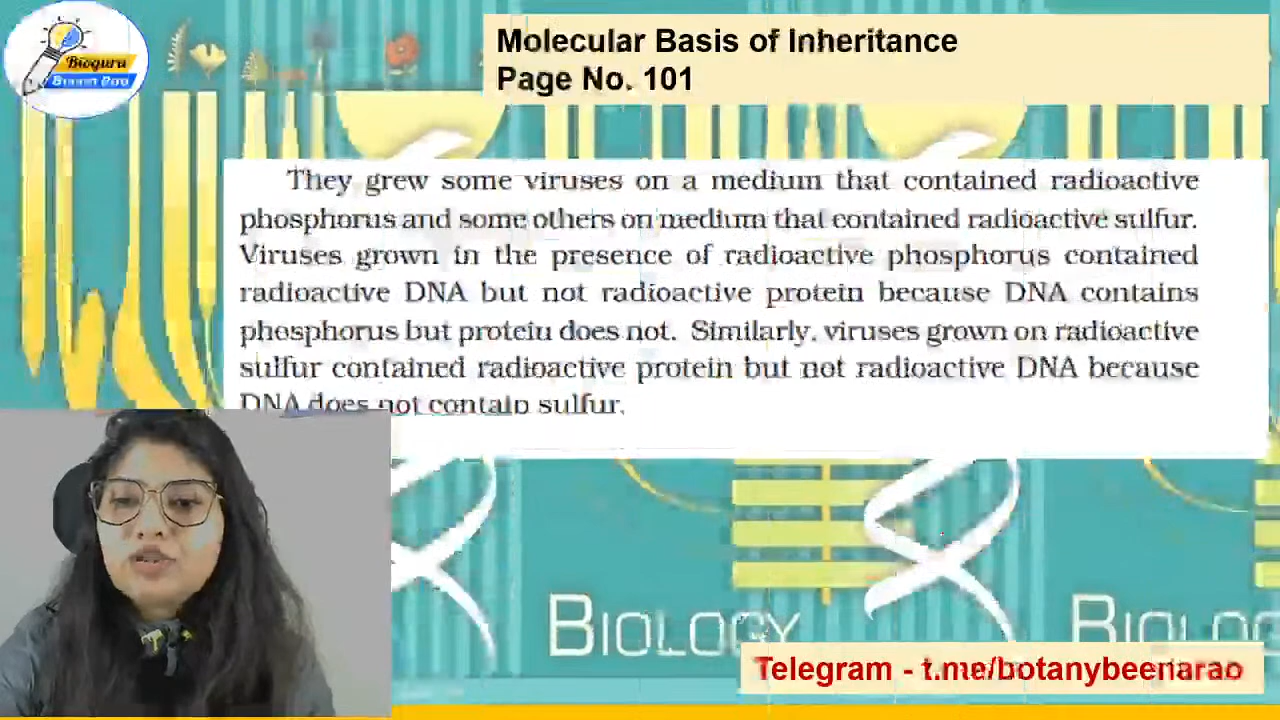 Bioguru
Molecular Basis of Inheritance
Page No. 101
They grew some viruses on a medium that contained radioactive
phosphorus and some others on medium that contained radioactive sulfur.
Viruses grown in the presence of radioactive phosphorus contained
radioactive DNA but not radioactive protein because DNA contains
phosphorus but protein does not. Similarly, viruses grown on radioactive
sulfur contained radioactive protein but not radioactive DNA because
DNA does not contain sulfur.
BIOLOGY
Telegram - t.me/botanybeenarao